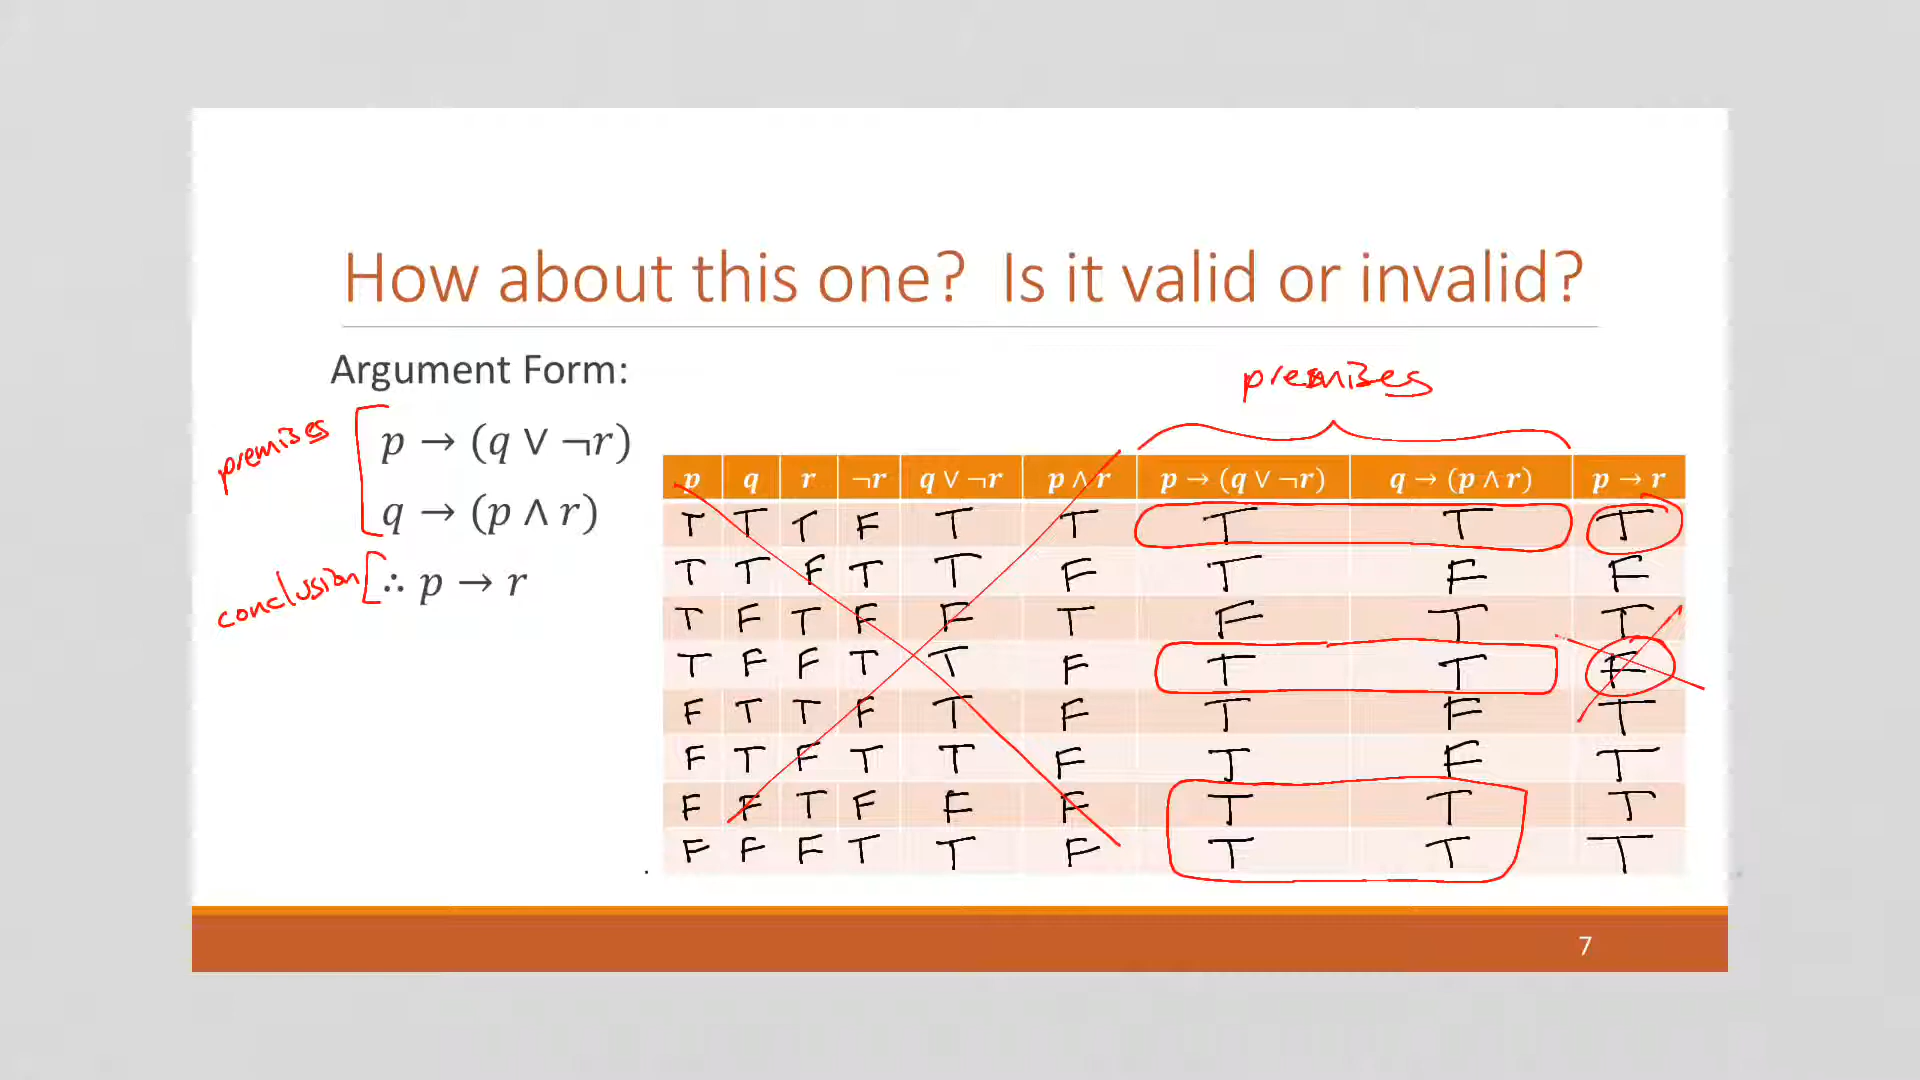 How about this one? Is it valid or invalid?
Argument Form:
premises
p → (q ∨ ¬r)
q → (p ∧ r)
conclusion
∴ p → r
premises
p q r ¬r q ∨ ¬r p ∧ r p → (q ∨ ¬r) q → (p ∧ r) p → r
T T T F T T T T T
T T F T T F T F F
T F T F F T F T T
T F F T T F T T F
F T T F T F T F T
F T F T T F T F T
F F T F F F T T T
F F F T T F T T T
7